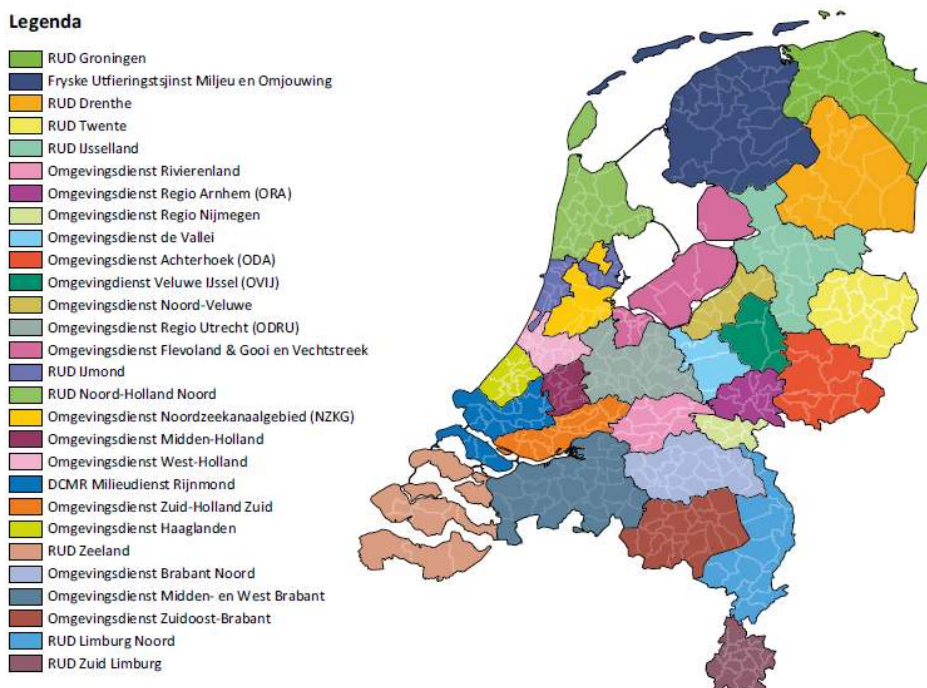 Legenda
RUD Groningen
Fryske Utfieringstsjinst Miljeu en Omjouwing
RUD Drenthe
RUD Twente
RUD IJsselland
Omgevingsdienst Rivierenland
Omgevingsdienst Regio Arnhem (ORA)
Omgevingsdienst Regio Nijmegen
Omgevingsdienst de Vallei
Omgevingsdienst Achterhoek (ODA)
Omgevingdienst Veluwe IJssel (OVIJ)
Omgevingsdienst Noord-Veluwe
Omgevingsdienst Regio Utrecht (ODRU)
Omgevingsdienst Flevoland & Gooi en Vechtstreek
RUD IJmond
RUD Noord-Holland Noord
Omgevingsdienst Noordzeekanaalgebied (NZKG)
Omgevingsdienst Midden-Holland
Omgevingsdienst West-Holland
DCMR Milieudienst Rijnmond
Omgevingsdienst Zuid-Holland Zuid
Omgevingsdienst Haaglanden
RUD Zeeland
Omgevingsdienst Brabant Noord
Omgevingsdienst Midden- en West Brabant
Omgevingsdienst Zuidoost-Brabant
RUD Limburg Noord
RUD Zuid Limburg